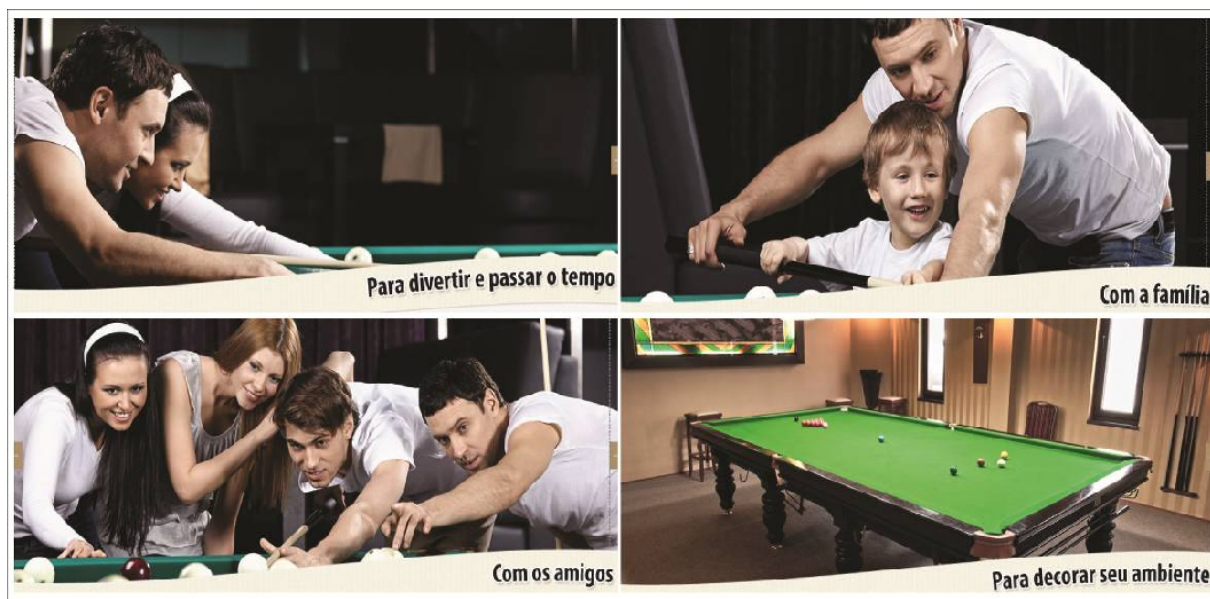 Para divertir e passar o tempo
Com a família
Com os amigos
Para decorar seu ambiente